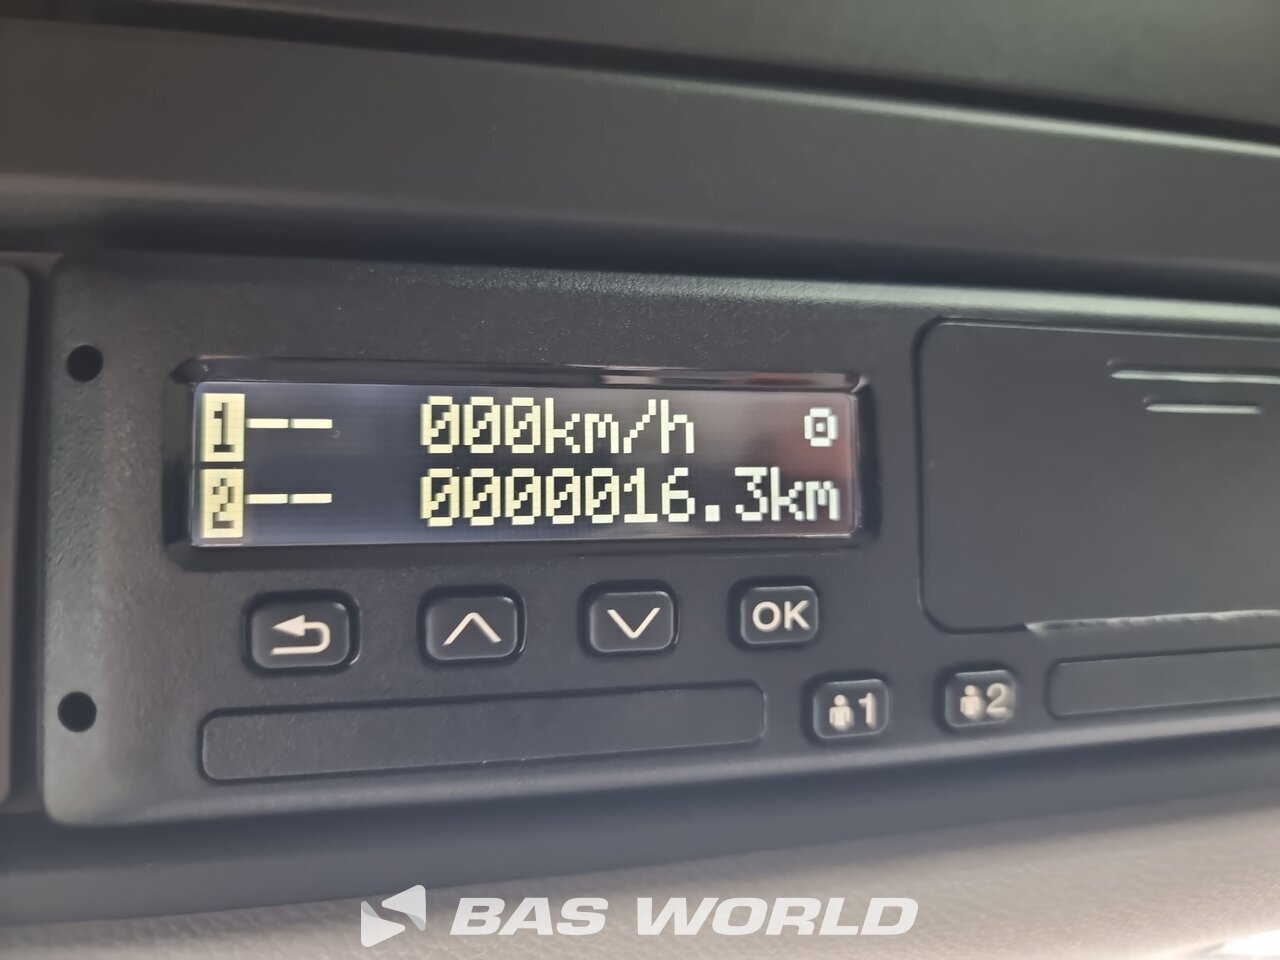 1 -- 000km/h
2 -- 0000016.3km
OK
1 2
BAS WORLD